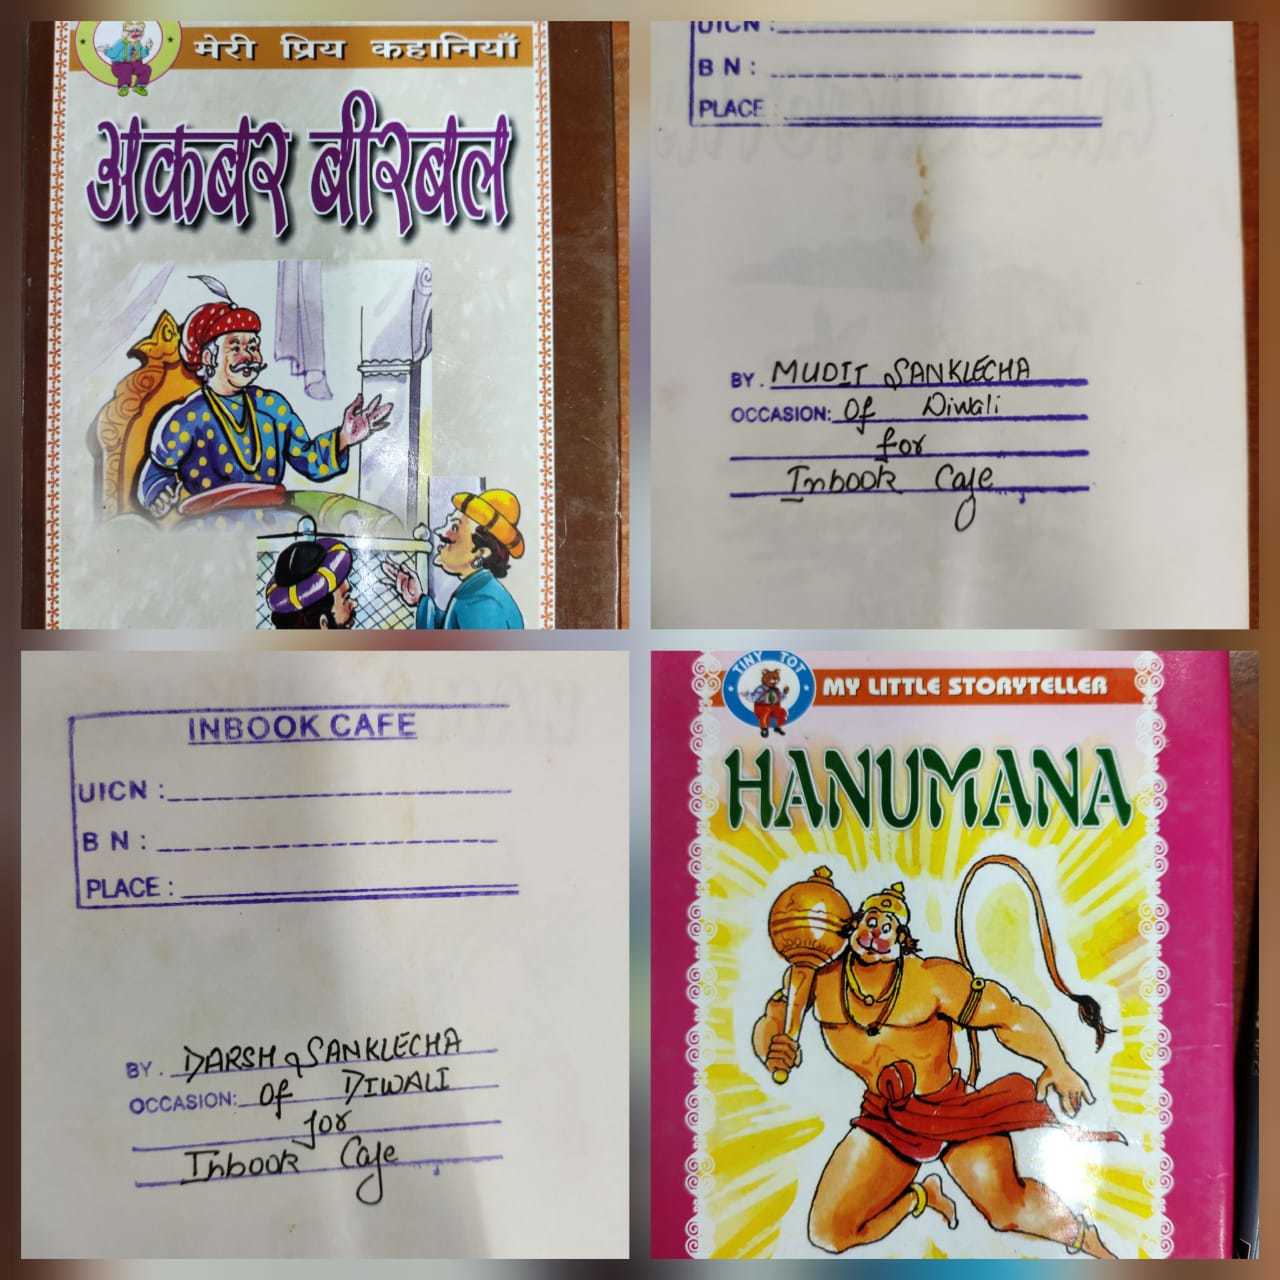 मेरी प्रिय कहानियाँ
अकबर बीरबल
UICN :
B N :
PLACE
BY. MUDIT SANKLECHA
OCCASION: Of Diwali
for
Inbook Cafe
INBOOK CAFE
UICN :
B N :
PLACE :
BY. DARSH SANKLECHA
OCCASION: Of DIWALI
for
Inbook Cafe
TINY TOT
MY LITTLE STORYTELLER
HANUMANA